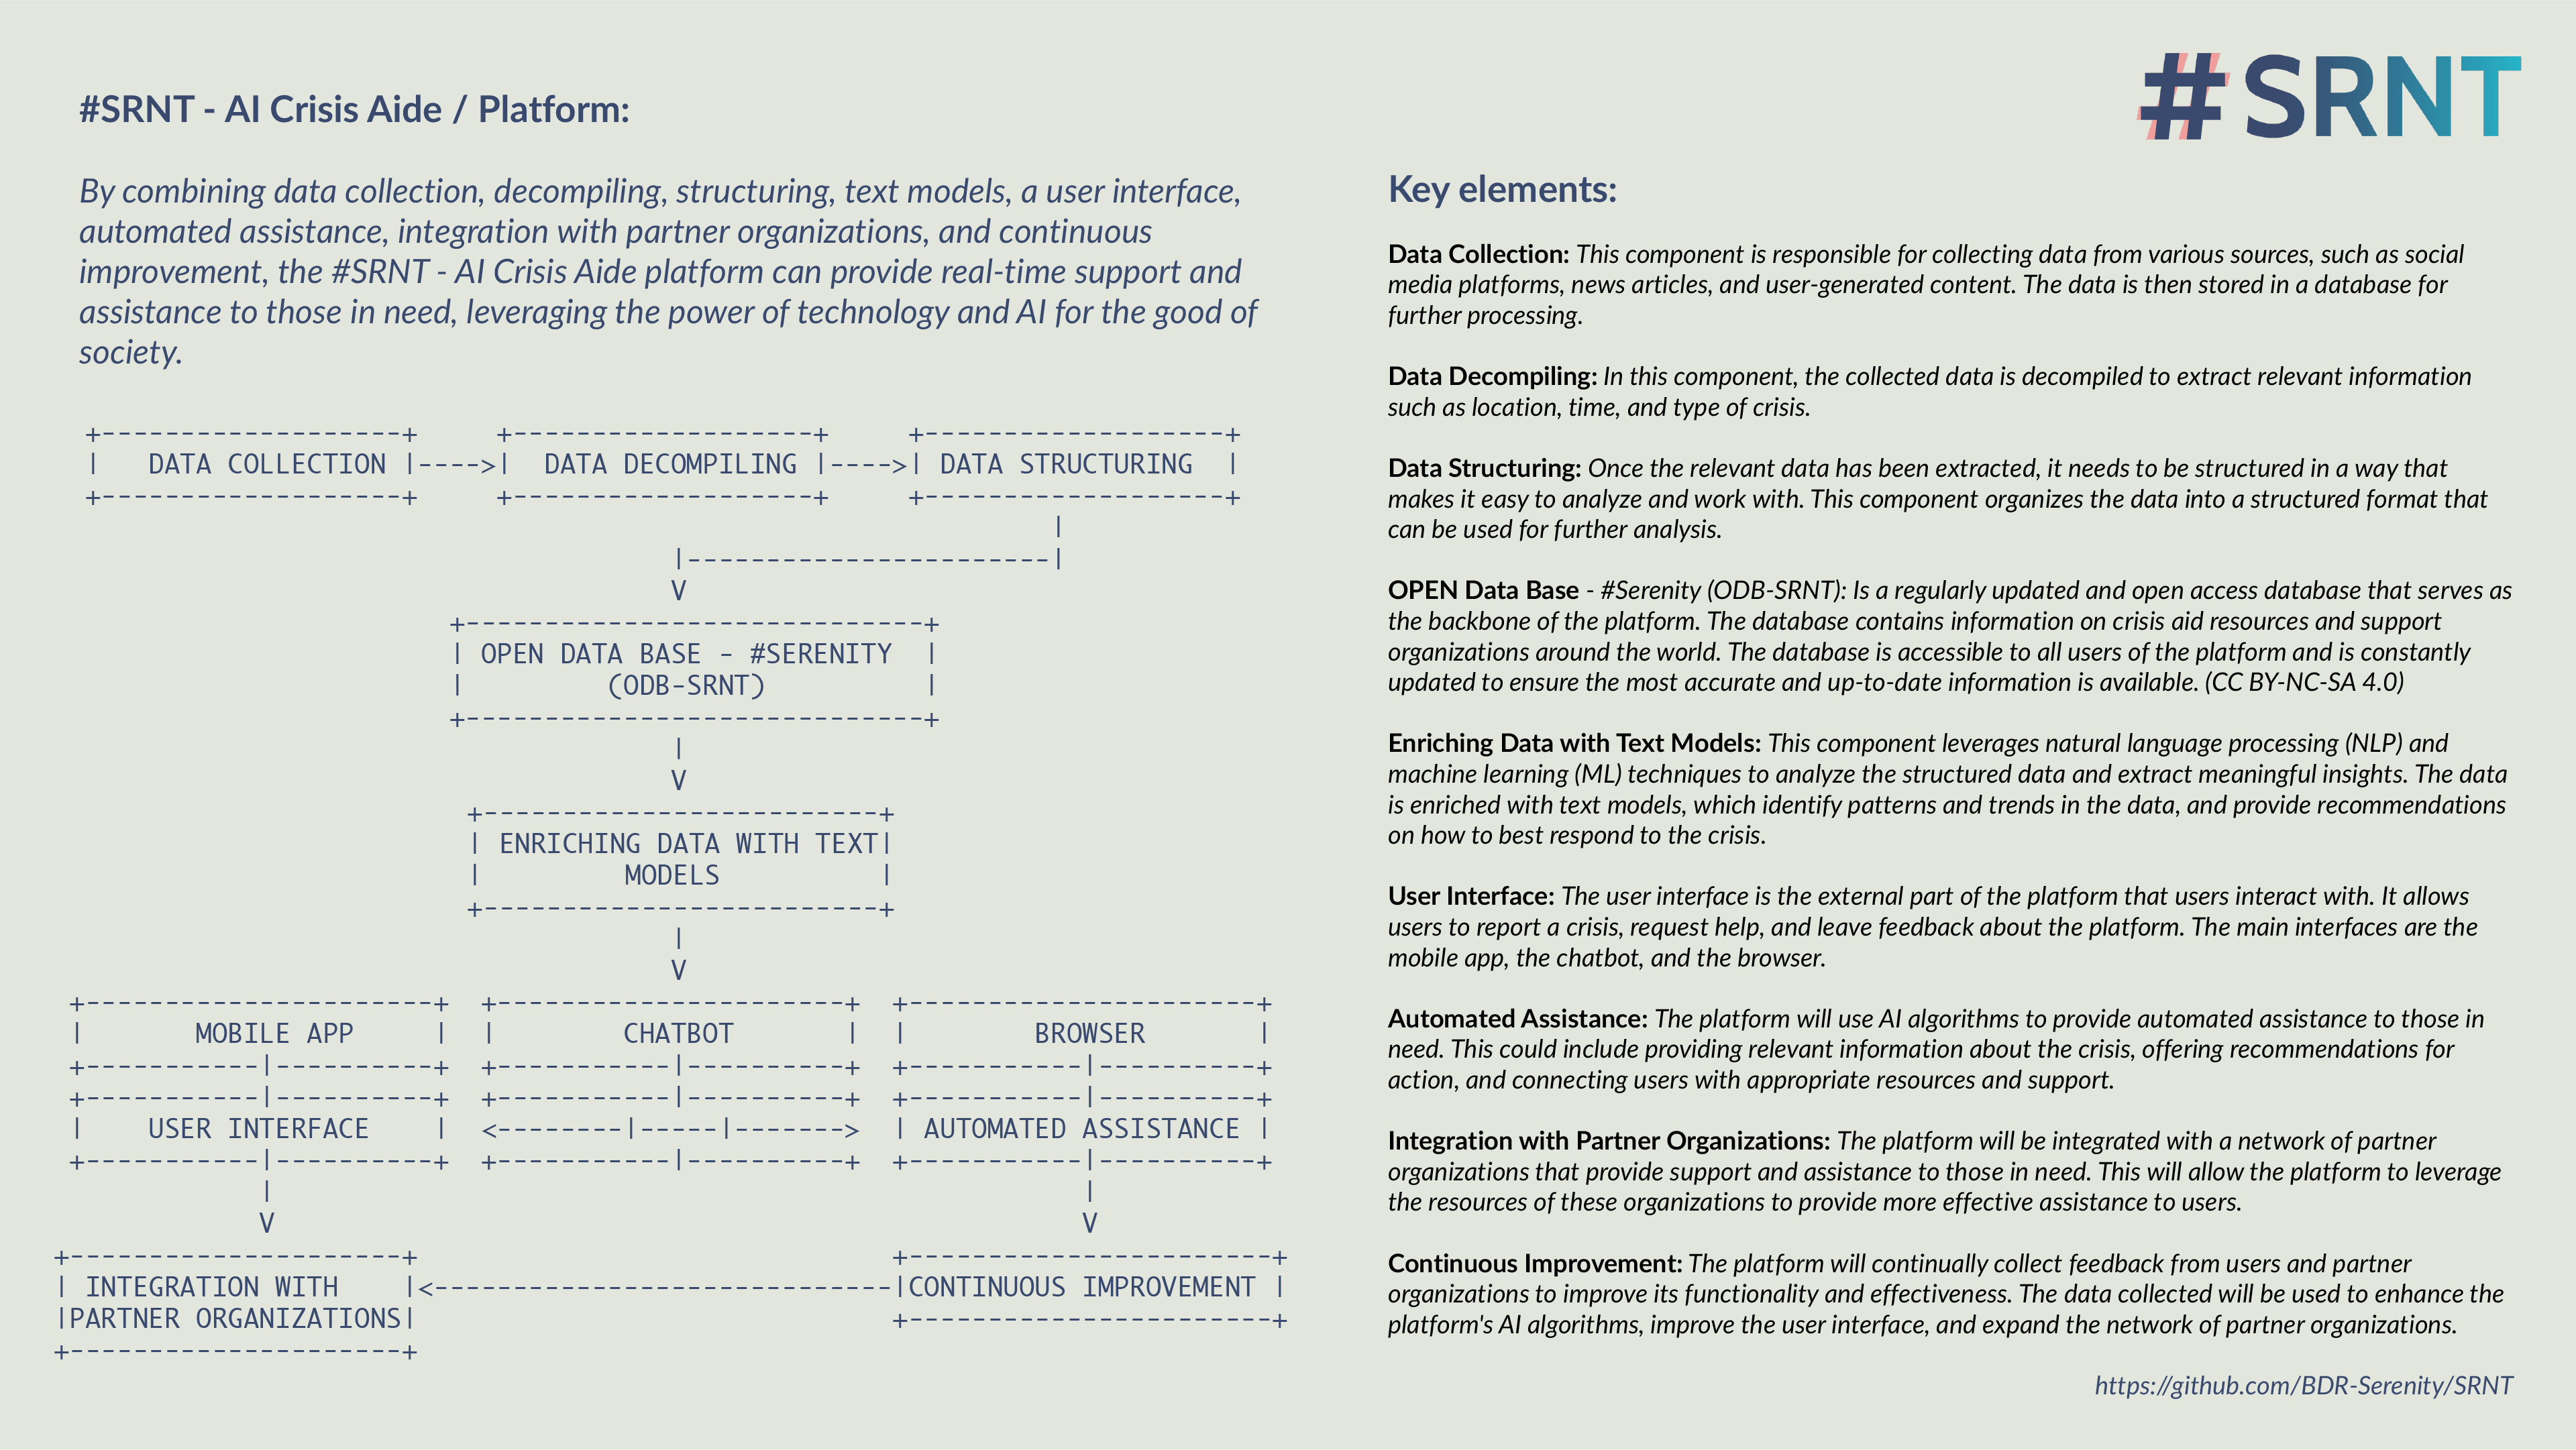 #SRNT
#SRNT - AI Crisis Aide / Platform:
By combining data collection, decompiling, structuring, text models, a user interface,
automated assistance, integration with partner organizations, and continuous
improvement, the #SRNT - AI Crisis Aide platform can provide real-time support and
assistance to those in need, leveraging the power of technology and AI for the good of
society.
+-------------------+     +-------------------+     +-------------------+
|   DATA COLLECTION |---->|  DATA DECOMPILING |---->| DATA STRUCTURING  |
+-------------------+     +-------------------+     +-------------------+
|
|-----------------------|
V
+-----------------------------+
| OPEN DATA BASE - #SERENITY  |
|         (ODB-SRNT)          |
+-----------------------------+
|
V
+-------------------------+
| ENRICHING DATA WITH TEXT|
|         MODELS          |
+-------------------------+
|
V
+----------------------+  +----------------------+  +----------------------+
|       MOBILE APP     |  |        CHATBOT       |  |        BROWSER       |
+-----------|----------+  +-----------|----------+  +-----------|----------+
+-----------|----------+  +-----------|----------+  +-----------|----------+
|    USER INTERFACE    |  <--------|-----|------->  | AUTOMATED ASSISTANCE |
+-----------|----------+  +-----------|----------+  +-----------|----------+
|                                                    |
V                                                    V
+---------------------+                              +-----------------------+
| INTEGRATION WITH    |<-----------------------------|CONTINUOUS IMPROVEMENT |
|PARTNER ORGANIZATIONS|                              +-----------------------+
+---------------------+
Key elements:
Data Collection: This component is responsible for collecting data from various sources, such as social
media platforms, news articles, and user-generated content. The data is then stored in a database for
further processing.
Data Decompiling: In this component, the collected data is decompiled to extract relevant information
such as location, time, and type of crisis.
Data Structuring: Once the relevant data has been extracted, it needs to be structured in a way that
makes it easy to analyze and work with. This component organizes the data into a structured format that
can be used for further analysis.
OPEN Data Base - #Serenity (ODB-SRNT): Is a regularly updated and open access database that serves as
the backbone of the platform. The database contains information on crisis aid resources and support
organizations around the world. The database is accessible to all users of the platform and is constantly
updated to ensure the most accurate and up-to-date information is available. (CC BY-NC-SA 4.0)
Enriching Data with Text Models: This component leverages natural language processing (NLP) and
machine learning (ML) techniques to analyze the structured data and extract meaningful insights. The data
is enriched with text models, which identify patterns and trends in the data, and provide recommendations
on how to best respond to the crisis.
User Interface: The user interface is the external part of the platform that users interact with. It allows
users to report a crisis, request help, and leave feedback about the platform. The main interfaces are the
mobile app, the chatbot, and the browser.
Automated Assistance: The platform will use AI algorithms to provide automated assistance to those in
need. This could include providing relevant information about the crisis, offering recommendations for
action, and connecting users with appropriate resources and support.
Integration with Partner Organizations: The platform will be integrated with a network of partner
organizations that provide support and assistance to those in need. This will allow the platform to leverage
the resources of these organizations to provide more effective assistance to users.
Continuous Improvement: The platform will continually collect feedback from users and partner
organizations to improve its functionality and effectiveness. The data collected will be used to enhance the
platform's AI algorithms, improve the user interface, and expand the network of partner organizations.
https://github.com/BDR-Serenity/SRNT